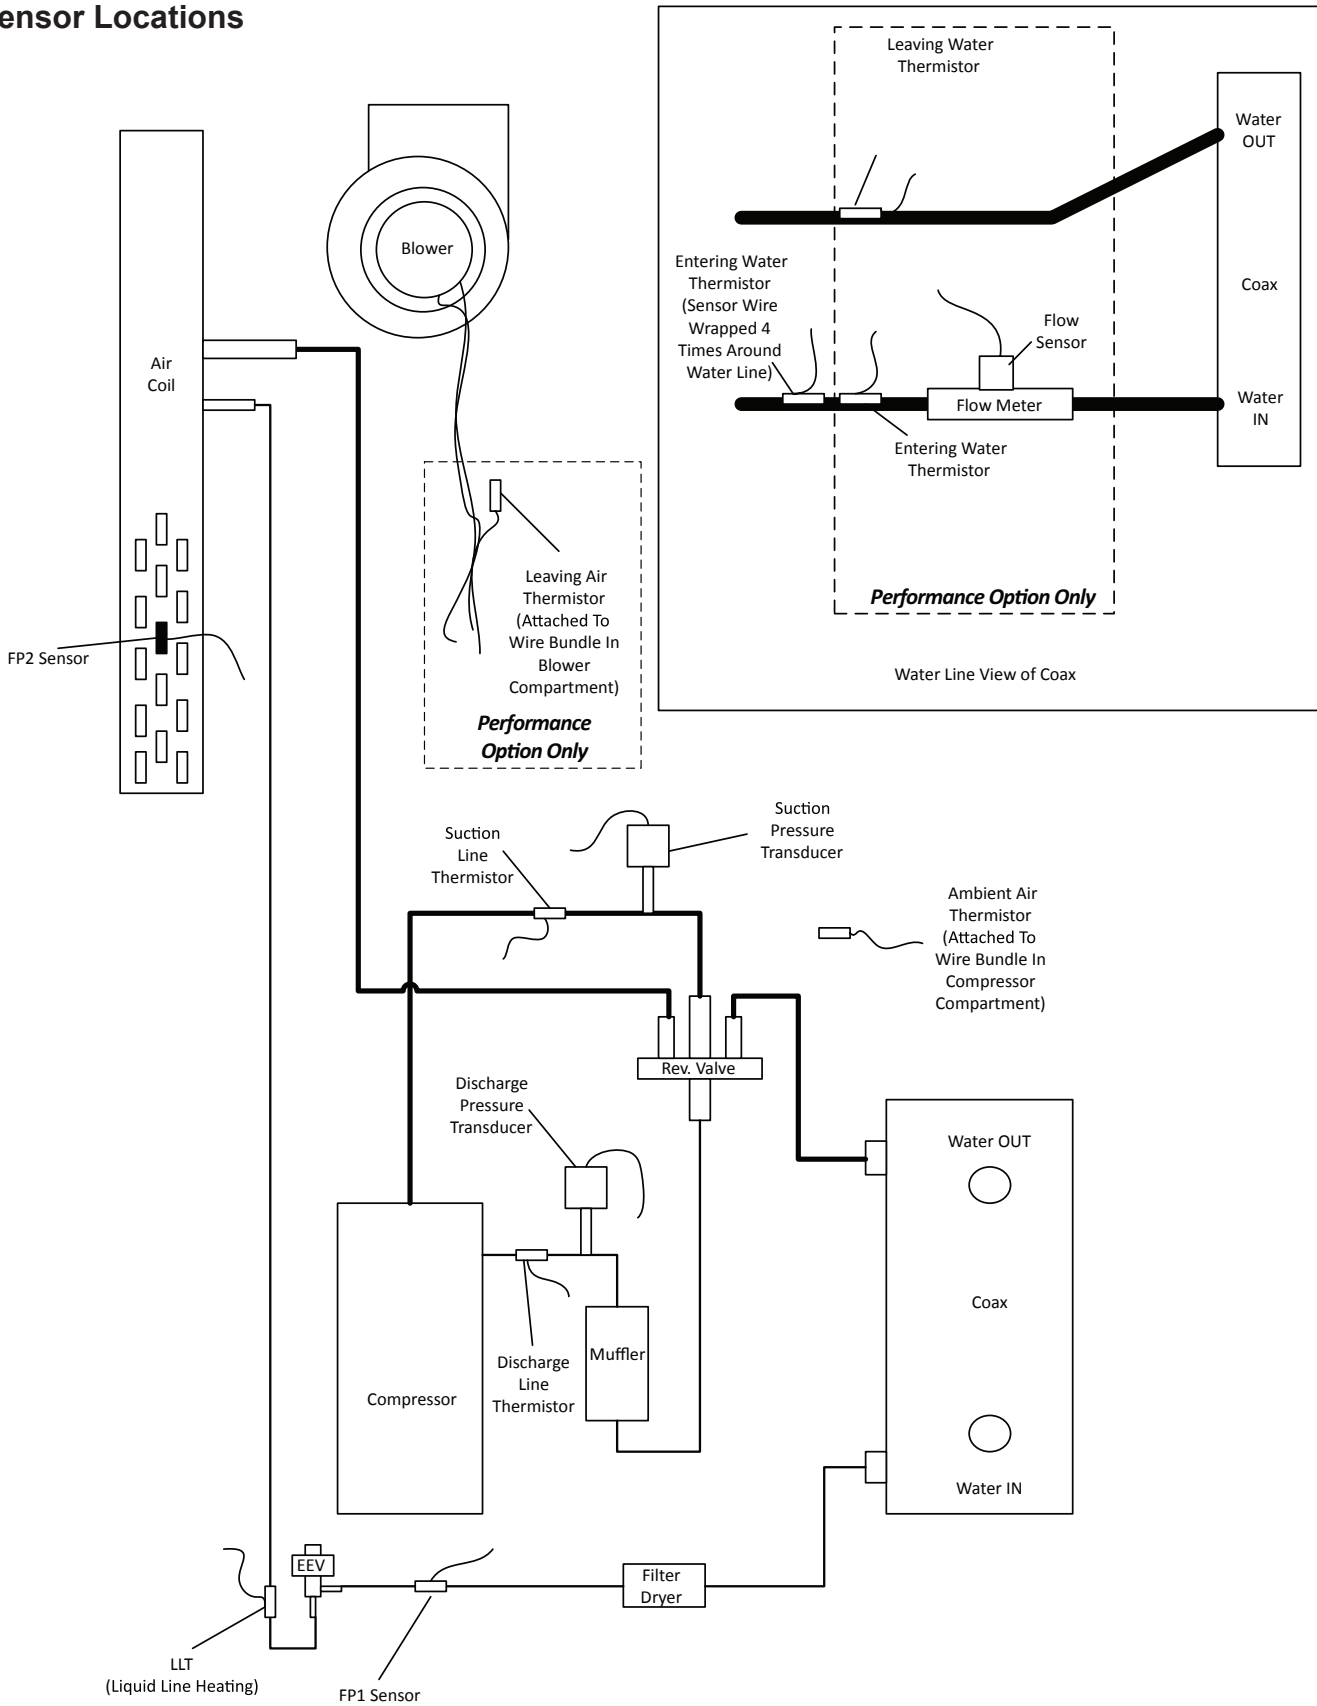 ensor Locations
Leaving Water
Thermistor
Water
OUT
Blower
Entering Water
Thermistor
(Sensor Wire
Wrapped 4
Times Around
Water Line)
Coax
Flow
Sensor
Air
Coil
Flow Meter
Water
IN
Entering Water
Thermistor
Leaving Air
Thermistor
(Attached To
Wire Bundle In
Blower
Compartment)
Performance Option Only
FP2 Sensor
Water Line View of Coax
Performance
Option Only
Suction
Line
Thermistor
Suction
Pressure
Transducer
Ambient Air
Thermistor
(Attached To
Wire Bundle In
Compressor
Compartment)
Rev. Valve
Discharge
Pressure
Transducer
Water OUT
Coax
Muffler
Discharge
Line
Thermistor
Compressor
Water IN
EEV
Filter
Dryer
LLT
(Liquid Line Heating)
FP1 Sensor